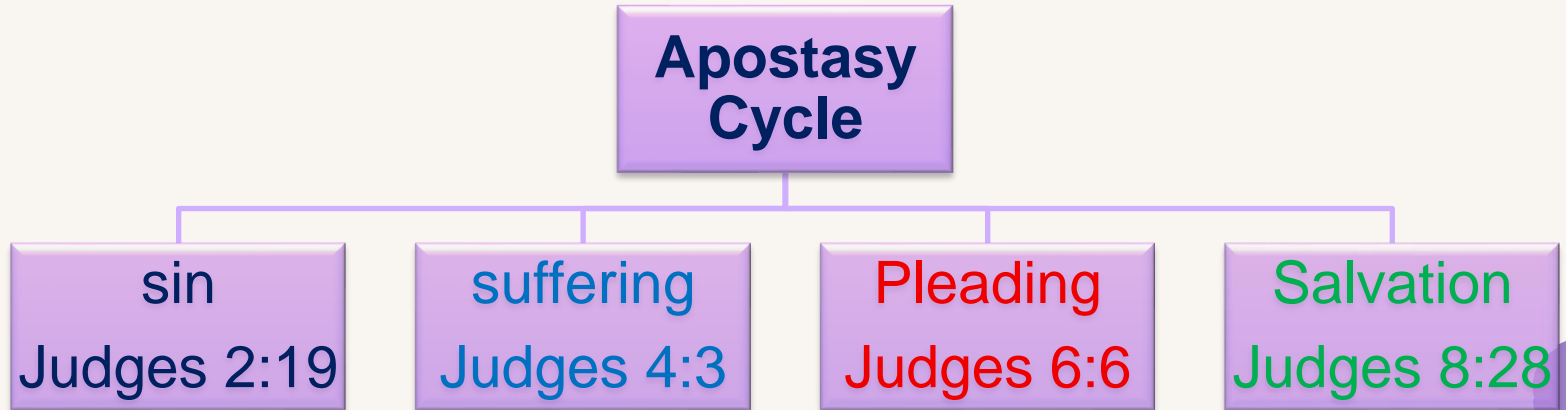 Apostasy
Cycle
sin
Judges 2:19
suffering
Judges 4:3
Pleading
Judges 6:6
Salvation
Judges 8:28